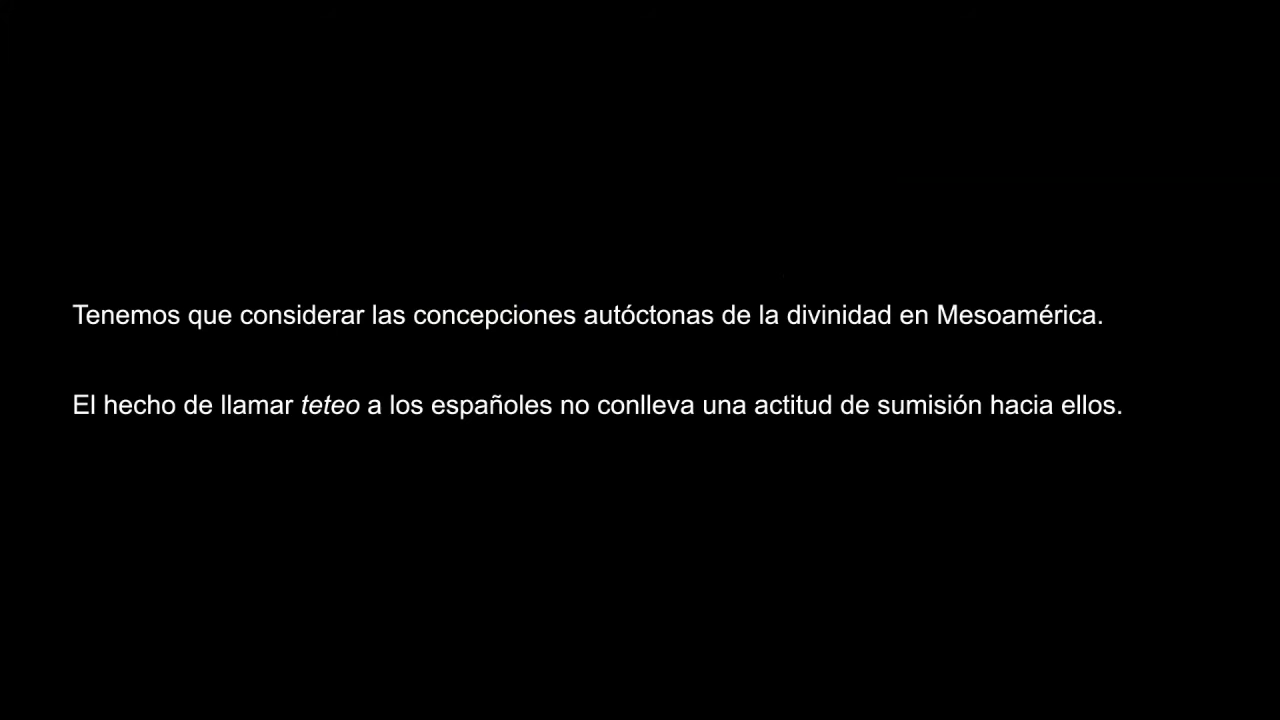 Tenemos que considerar las concepciones autóctonas de la divinidad en Mesoamérica.
El hecho de llamar teteo a los españoles no conlleva una actitud de sumisión hacia ellos.